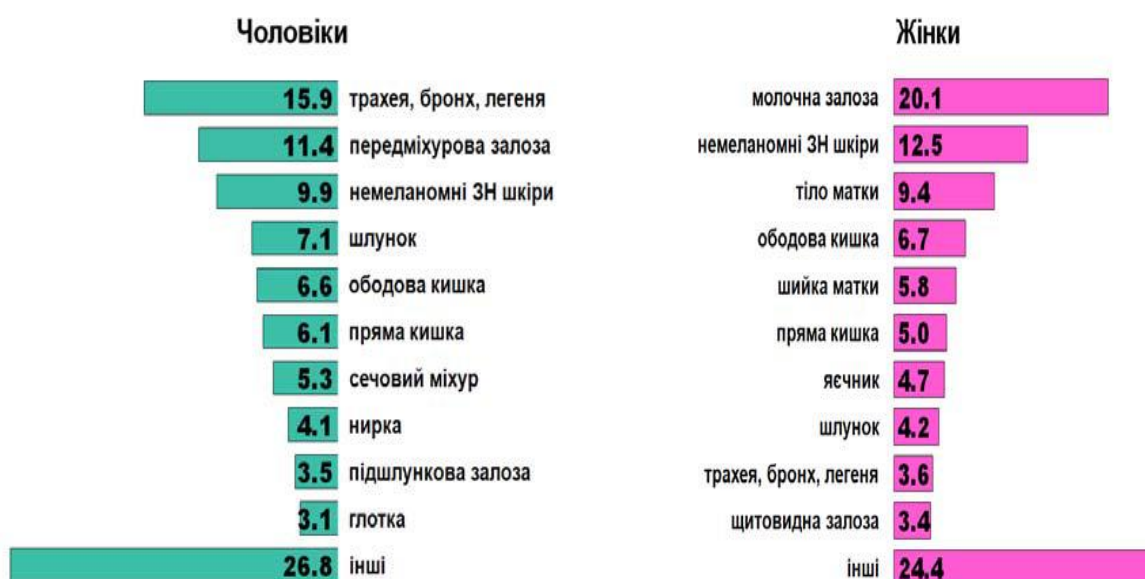 Чоловіки
15.9 трахея, бронх, легеня
11.4 передміхурова залоза
9.9 немеланомні ЗН шкіри
7.1 шлунок
6.6 ободова кишка
6.1 пряма кишка
5.3 сечовий міхур
4.1 нирка
3.5 підшлункова залоза
3.1 глотка
26.8 інші
Жінки
молочна залоза 20.1
немеланомні ЗН шкіри 12.5
тіло матки 9.4
ободова кишка 6.7
шийка матки 5.8
пряма кишка 5.0
яєчник 4.7
шлунок 4.2
трахея, бронх, легеня 3.6
щитовидна залоза 3.4
інші 24.4